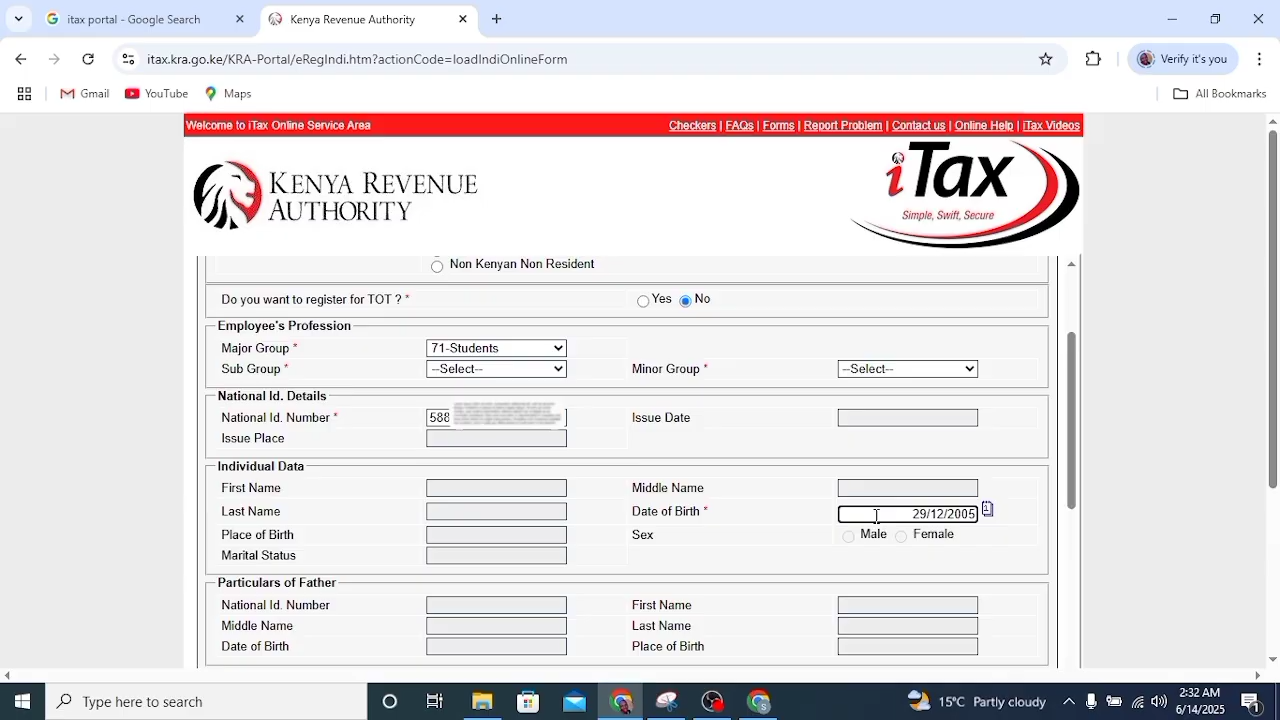 itax portal - Google Search
Kenya Revenue Authority
itax.kra.go.ke/KRA-Portal/eRegIndi.htm?actionCode=loadIndiOnlineForm
Verify it's you
Gmail
YouTube
Maps
All Bookmarks
Welcome to iTax Online Service Area
Checkers | FAQs | Forms | Report Problem | Contact us | Online Help | iTax Videos
KENYA REVENUE
AUTHORITY
iTax
Simple, Swift, Secure
Non Kenyan Non Resident
Do you want to register for TOT ? * Yes No
Employee's Profession
Major Group * 71-Students
Sub Group * --Select-- Minor Group * --Select--
National Id. Details
National Id. Number * 588 Issue Date
Issue Place
Individual Data
First Name Middle Name
Last Name Date of Birth * 29/12/2005
Place of Birth Sex Male Female
Marital Status
Particulars of Father
National Id. Number First Name
Middle Name Last Name
Date of Birth Place of Birth
Type here to search
15°C Partly cloudy
2:32 AM
6/14/2025